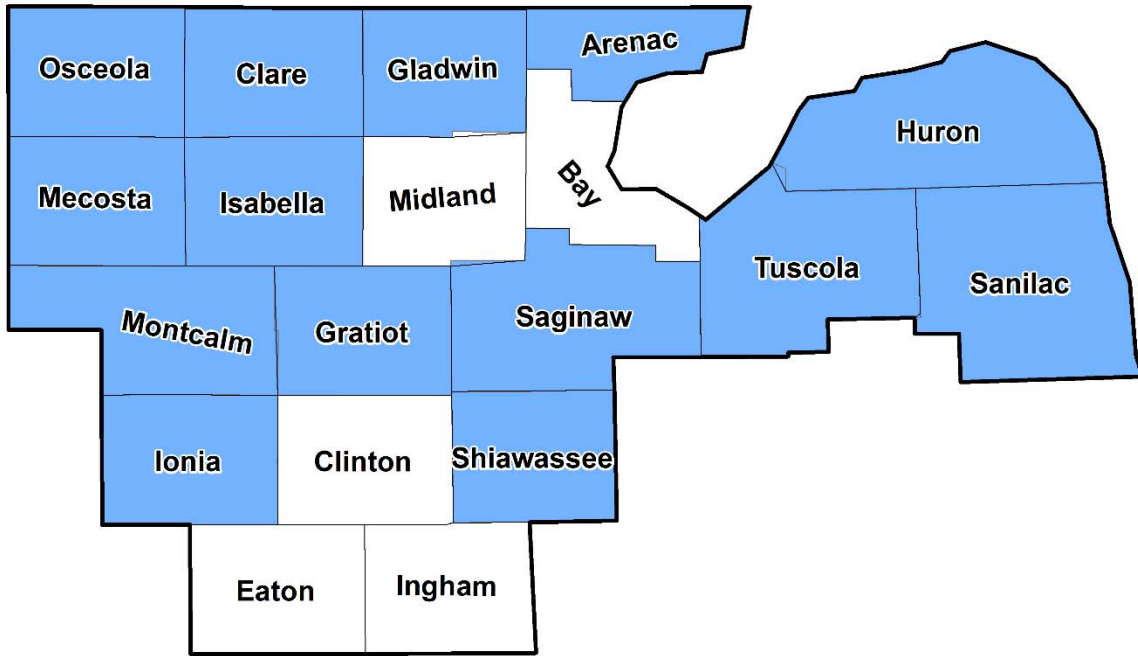 Osceola
Clare
Gladwin
Arenac
Huron
Mecosta
Isabella
Midland
Bay
Tuscola
Sanilac
Montcalm
Gratiot
Saginaw
Ionia
Clinton
Shiawassee
Eaton
Ingham